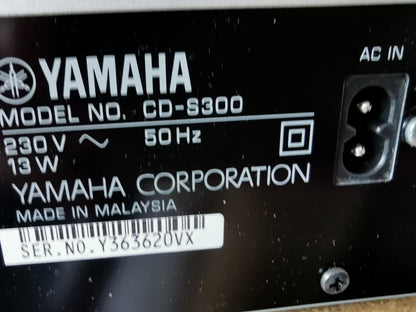 YAMAHA
AC IN
MODEL NO. CD-S300
230 V ~ 50 Hz
13 W
YAMAHA CORPORATION
MADE IN MALAYSIA
SER.NO.Y363620VX